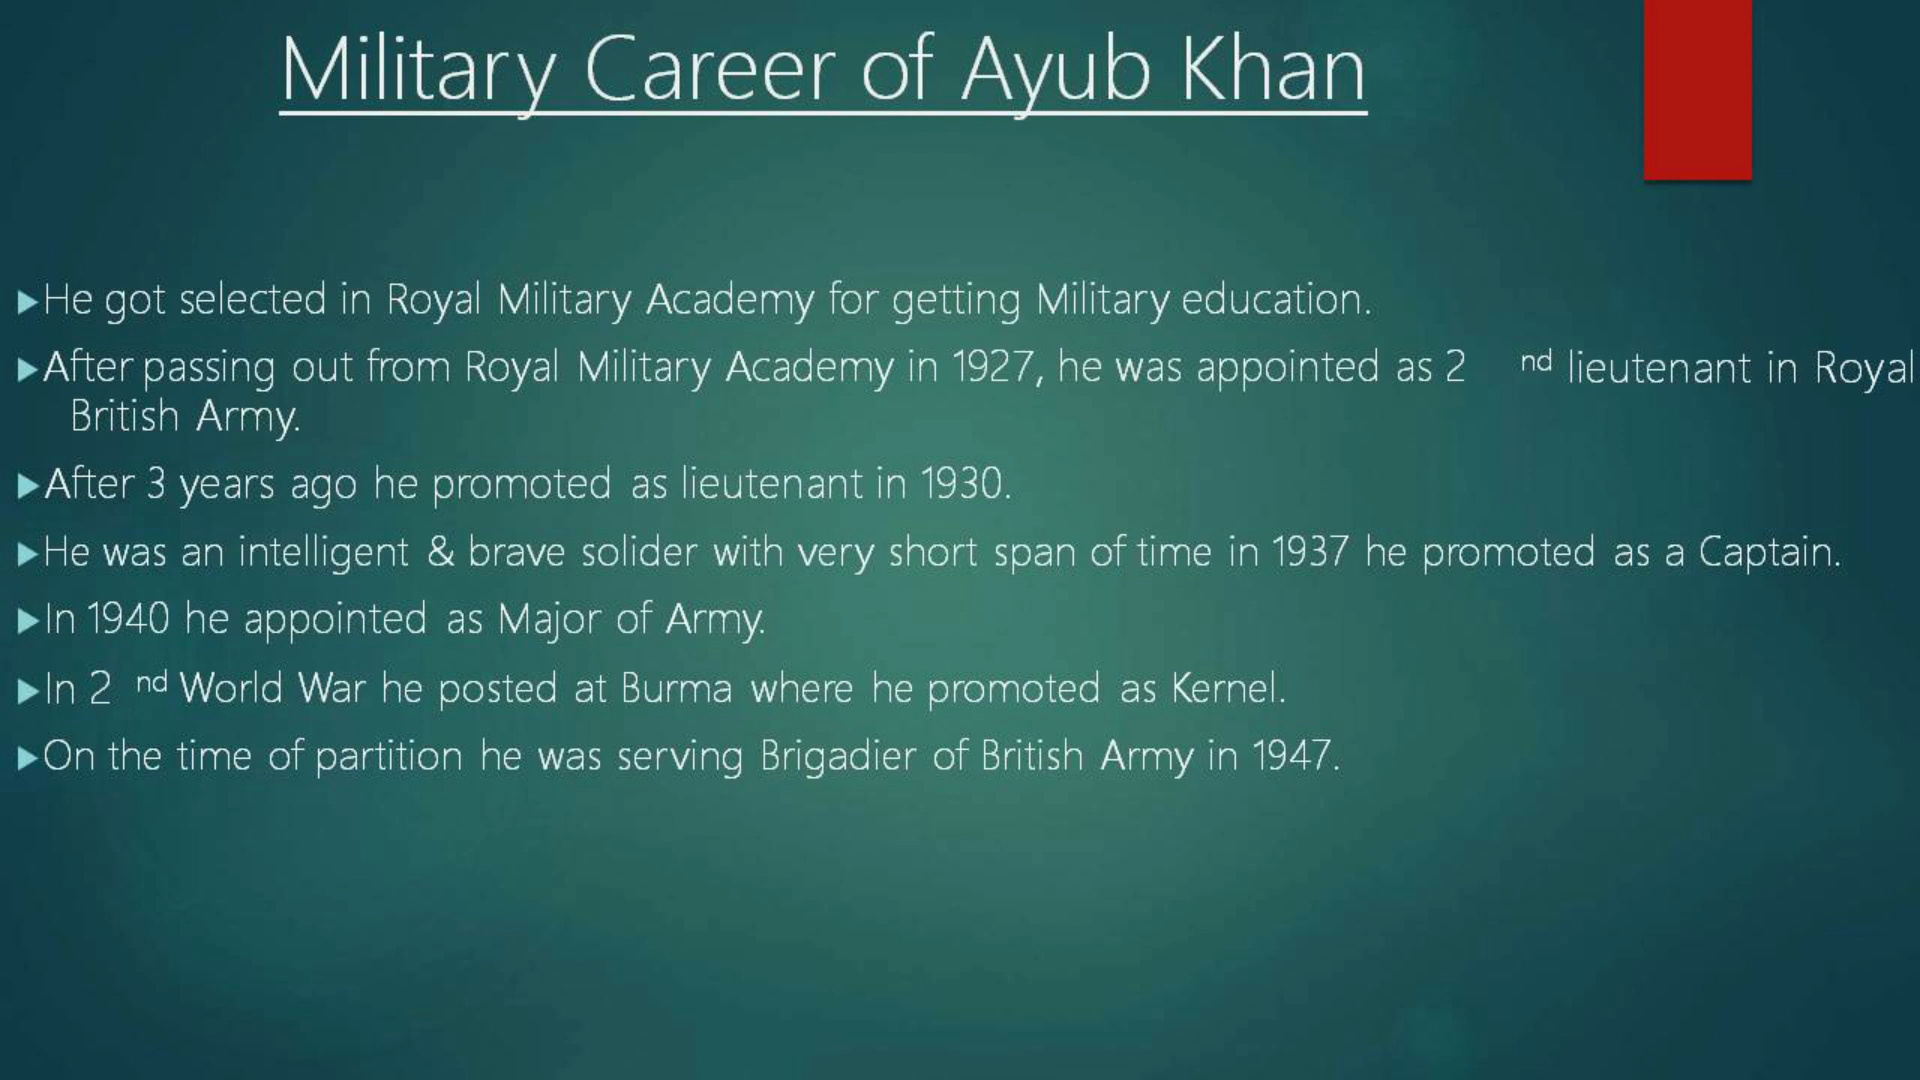 Military Career of Ayub Khan
▶He got selected in Royal Military Academy for getting Military education.
▶After passing out from Royal Military Academy in 1927, he was appointed as 2 nd lieutenant in Royal
British Army.
▶After 3 years ago he promoted as lieutenant in 1930.
▶He was an intelligent & brave solider with very short span of time in 1937 he promoted as a Captain.
▶In 1940 he appointed as Major of Army.
▶In 2 nd World War he posted at Burma where he promoted as Kernel.
▶On the time of partition he was serving Brigadier of British Army in 1947.